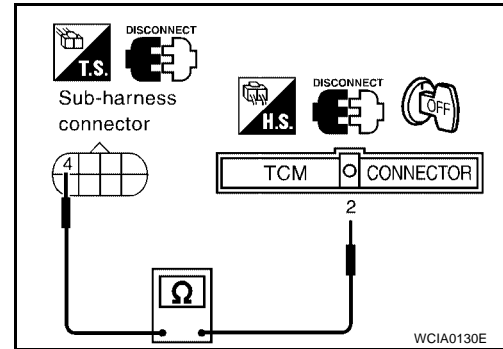 DISCONNECT
T.S.
Sub-harness
connector
DISCONNECT
H.S.
OFF
4
TCM
CONNECTOR
2
Ω
WCIA0130E